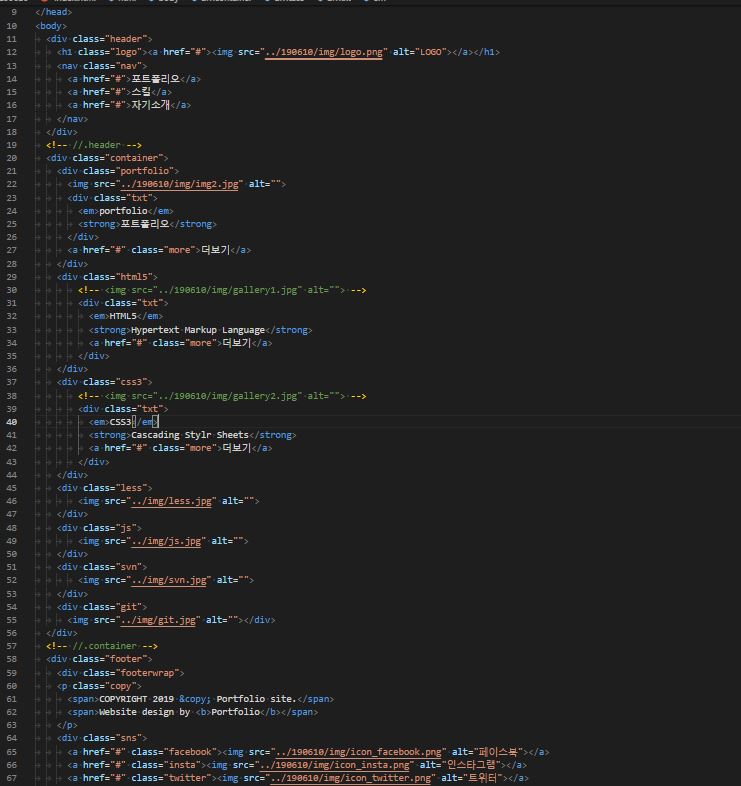 9 </head>
10 <body>
11 <div class="header">
12 <h1 class="logo"><a href="#"><img src="../190610/img/logo.png" alt="LOGO"></a></h1>
13 <nav class="nav">
14 <a href="#">포트폴리오</a>
15 <a href="#">스킬</a>
16 <a href="#">자기소개</a>
17 </nav>
18 </div>
19 <!-- //.header -->
20 <div class="container">
21 <div class="portfolio">
22 <img src="../190610/img/img2.jpg" alt="">
23 <div class="txt">
24 <em>portfolio</em>
25 <strong>포트폴리오</strong>
26 </div>
27 <a href="#" class="more">더보기</a>
28 </div>
29 <div class="html5">
30 <!-- <img src="../190610/img/gallery1.jpg" alt=""> -->
31 <div class="txt">
32 <em>HTML5</em>
33 <strong>Hypertext Markup Language</strong>
34 <a href="#" class="more">더보기</a>
35 </div>
36 </div>
37 <div class="css3">
38 <!-- <img src="../190610/img/gallery2.jpg" alt=""> -->
39 <div class="txt">
40 <em>CSS3</em>
41 <strong>Cascading Stylr Sheets</strong>
42 <a href="#" class="more">더보기</a>
43 </div>
44 </div>
45 <div class="less">
46 <img src="../img/less.jpg" alt="">
47 </div>
48 <div class="js">
49 <img src="../img/js.jpg" alt="">
50 </div>
51 <div class="svn">
52 <img src="../img/svn.jpg" alt="">
53 </div>
54 <div class="git">
55 <img src="../img/git.jpg" alt=""></div>
56 </div>
57 <!-- //.container -->
58 <div class="footer">
59 <div class="footerwrap">
60 <p class="copy">
61 <span>COPYRIGHT 2019 &copy; Portfolio site.</span>
62 <span>Website design by <b>Portfolio</b></span>
63 </p>
64 <div class="sns">
65 <a href="#" class="facebook"><img src="../190610/img/icon_facebook.png" alt="페이스북"></a>
66 <a href="#" class="insta"><img src="../190610/img/icon_insta.png" alt="인스타그램"></a>
67 <a href="#" class="twitter"><img src="../190610/img/icon_twitter.png" alt="트위터"></a>